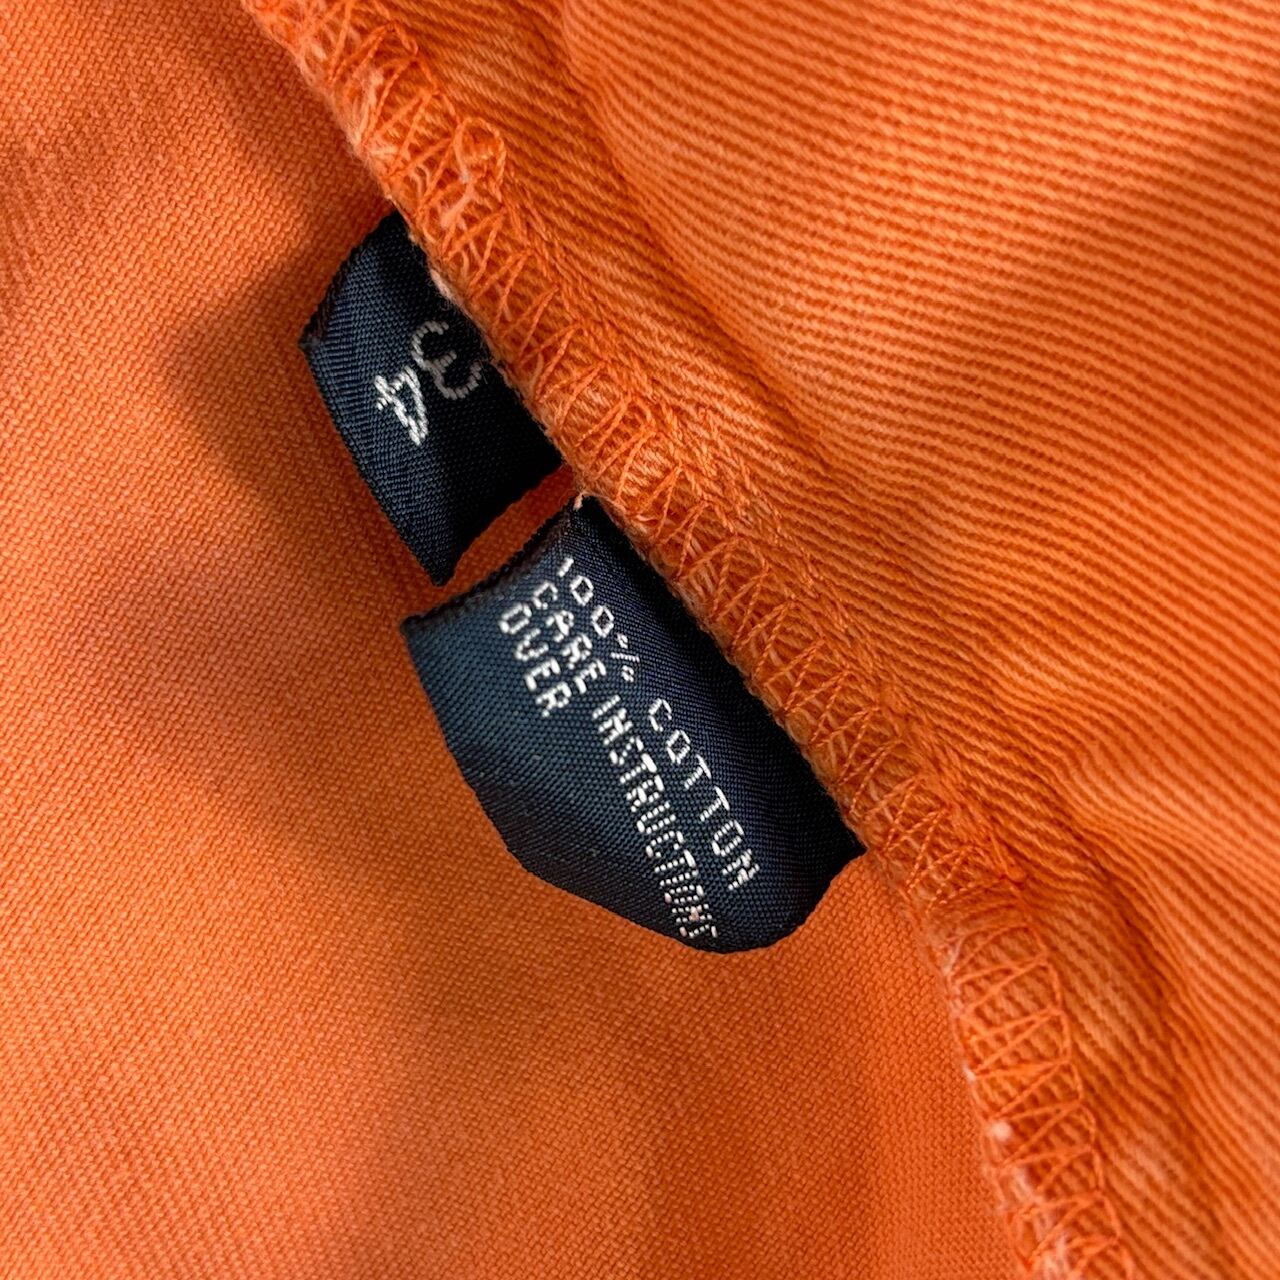 34
100% COTTON
CARE INSTRUCTIONS
OVER